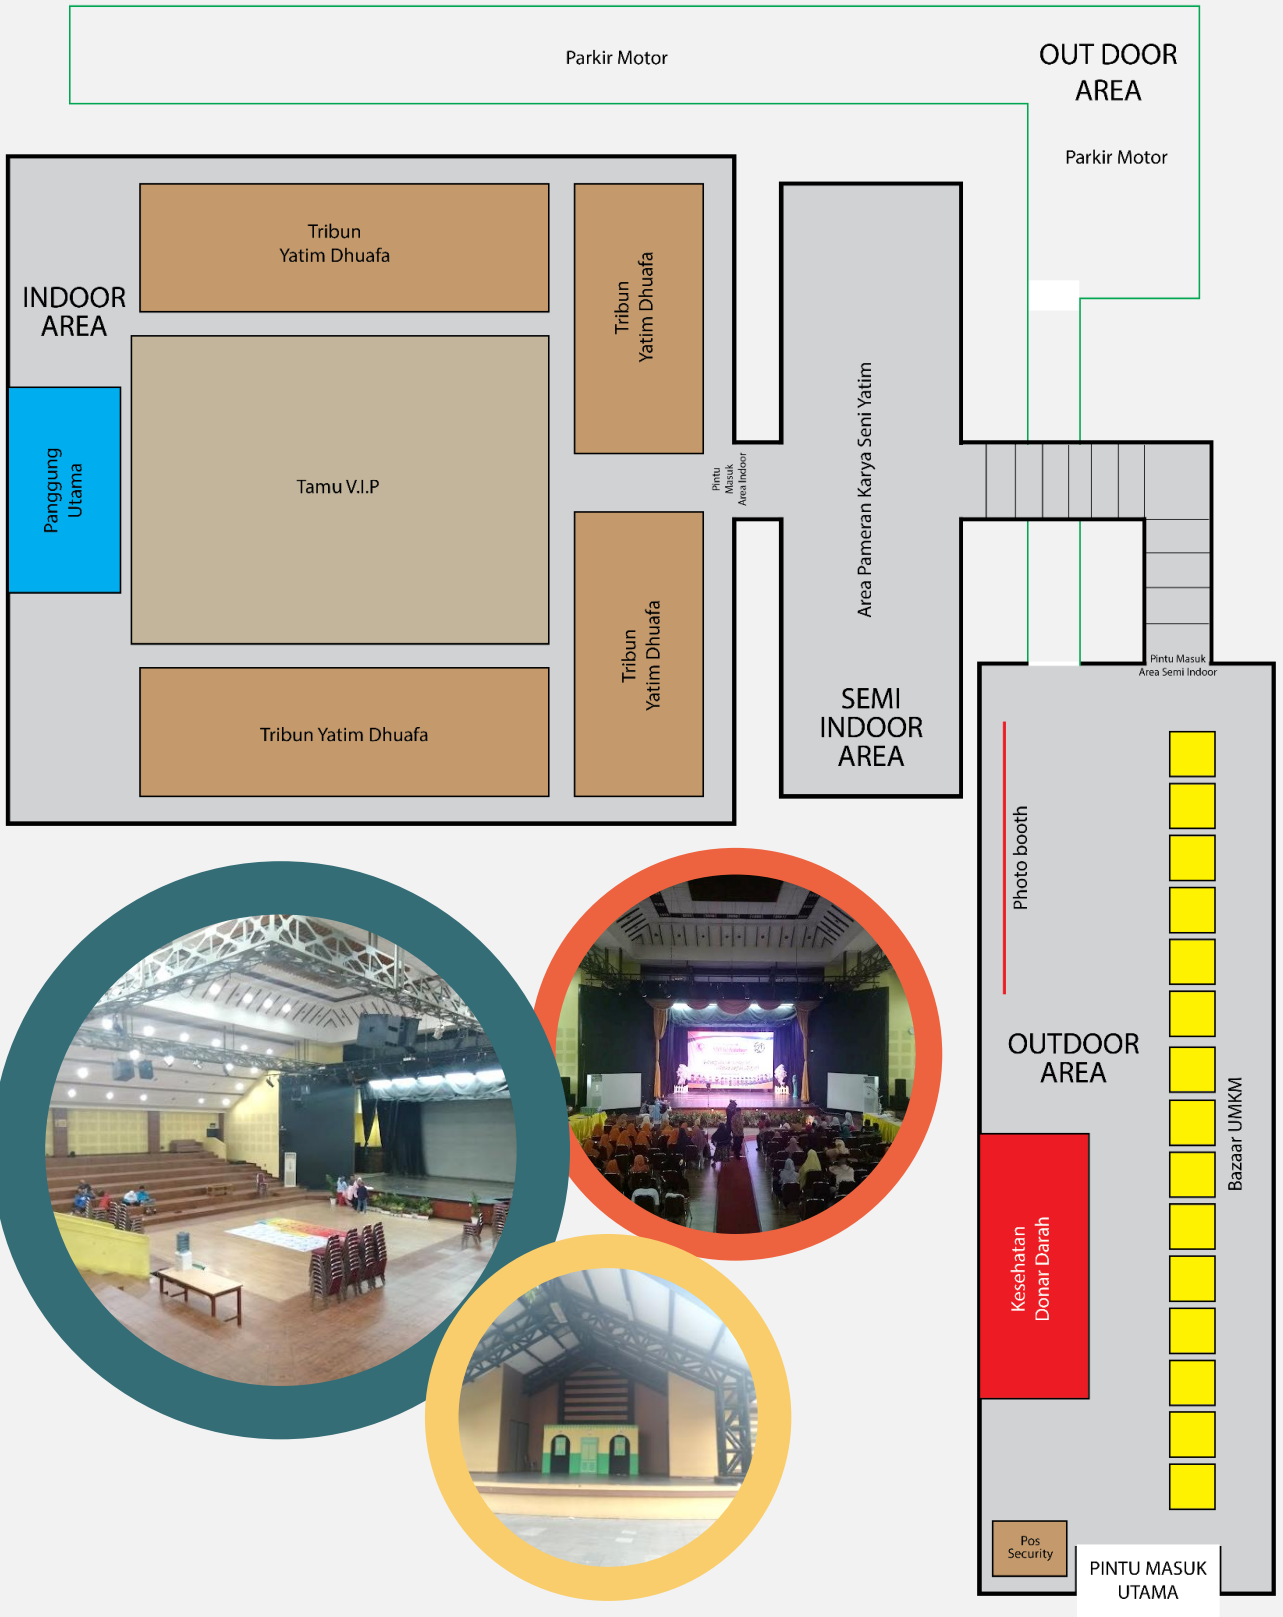 Parkir Motor
OUT DOOR
AREA
Parkir Motor
INDOOR
AREA
Tribun
Yatim Dhuafa
Tribun
Yatim Dhuafa
Panggung
Utama
Tamu V.I.P
Pintu
Masuk
Area Indoor
Tribun
Yatim Dhuafa
Tribun Yatim Dhuafa
Area Pameran Karya Seni Yatim
SEMI
INDOOR
AREA
Pintu Masuk
Area Semi Indoor
Photo booth
OUTDOOR
AREA
Bazaar UMKM
Kesehatan
Donar Darah
Pos
Security
PINTU MASUK
UTAMA